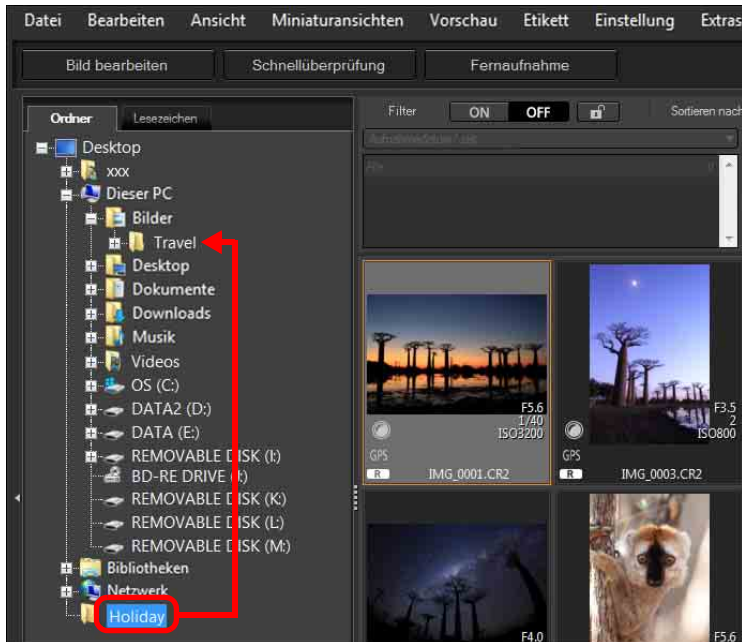 Datei Bearbeiten Ansicht Miniaturansichten Vorschau Etikett Einstellung Extras
Bild bearbeiten Schnellüberprüfung Fernaufnahme
Ordner Lesezeichen
Filter ON OFF Sortieren nach
Desktop
xxx
Dieser PC
Bilder
Travel
Desktop
Dokumente
Downloads
Musik
Videos
OS (C:)
DATA2 (D:)
DATA (E:)
REMOVABLE DISK (I:)
BD-RE DRIVE
REMOVABLE DISK (K:)
REMOVABLE DISK (L:)
REMOVABLE DISK (M:)
Bibliotheken
Netzwerk
Holiday
Alle
F5.6
1/40
ISO3200
GPS
R IMG_0001.CR2
F3.5
2
ISO800
GPS
R IMG_0003.CR2
F4.0
F5.6